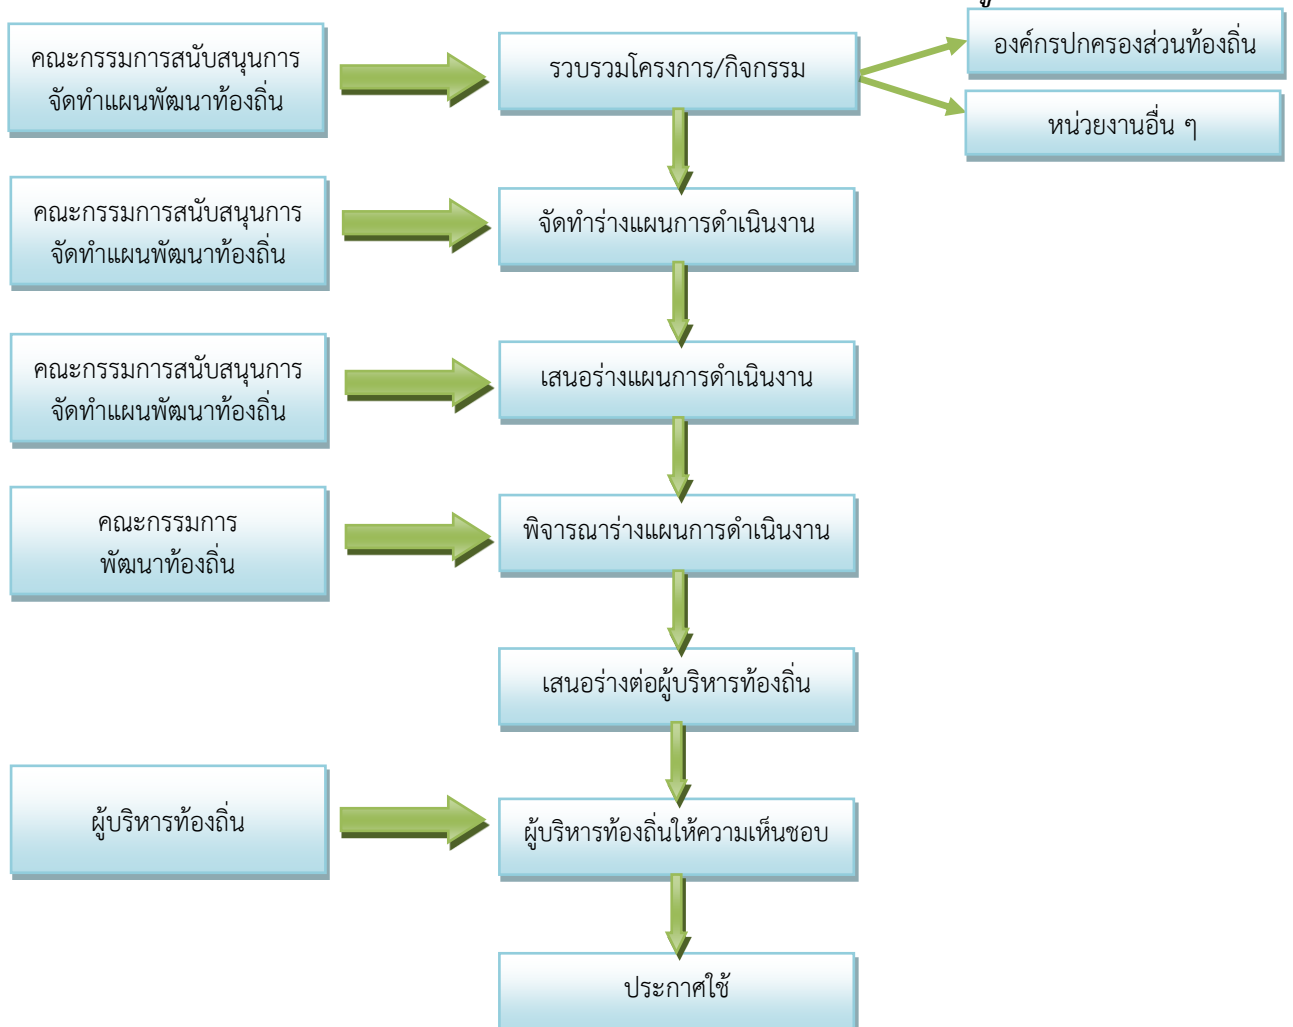 คณะกรรมการสนับสนุนการ
จัดทำแผนพัฒนาท้องถิ่น
รวบรวมโครงการ/กิจกรรม
องค์กรปกครองส่วนท้องถิ่น
หน่วยงานอื่น ๆ
คณะกรรมการสนับสนุนการ
จัดทำแผนพัฒนาท้องถิ่น
จัดทำร่างแผนการดำเนินงาน
คณะกรรมการสนับสนุนการ
จัดทำแผนพัฒนาท้องถิ่น
เสนอร่างแผนการดำเนินงาน
คณะกรรมการ
พัฒนาท้องถิ่น
พิจารณาร่างแผนการดำเนินงาน
เสนอร่างต่อผู้บริหารท้องถิ่น
ผู้บริหารท้องถิ่น
ผู้บริหารท้องถิ่นให้ความเห็นชอบ
ประกาศใช้